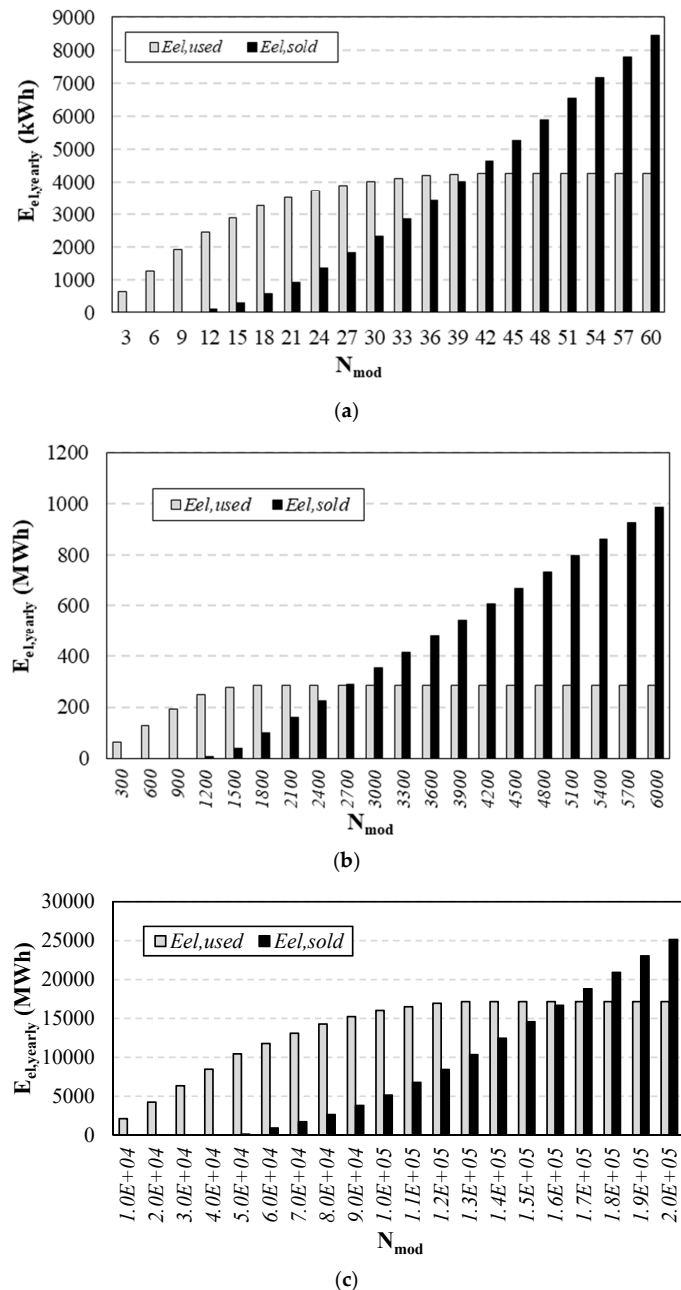 9000
8000
7000
6000
5000
4000
3000
2000
1000
0
E_el,yearly (kWh)
Eel,used Eel,sold
3 6 9 12 15 18 21 24 27 30 33 36 39 42 45 48 51 54 57 60
N_mod
(a)
1200
1000
800
600
400
200
0
E_el,yearly (MWh)
Eel,used Eel,sold
300 600 900 1200 1500 1800 2100 2400 2700 3000 3300 3600 3900 4200 4500 4800 5100 5400 5700 6000
N_mod
(b)
30000
25000
20000
15000
10000
5000
0
E_el,yearly (MWh)
Eel,used Eel,sold
1.0E+04 2.0E+04 3.0E+04 4.0E+04 5.0E+04 6.0E+04 7.0E+04 8.0E+04 9.0E+04 1.0E+05 1.1E+05 1.2E+05 1.3E+05 1.4E+05 1.5E+05 1.6E+05 1.7E+05 1.8E+05 1.9E+05 2.0E+05
N_mod
(c)